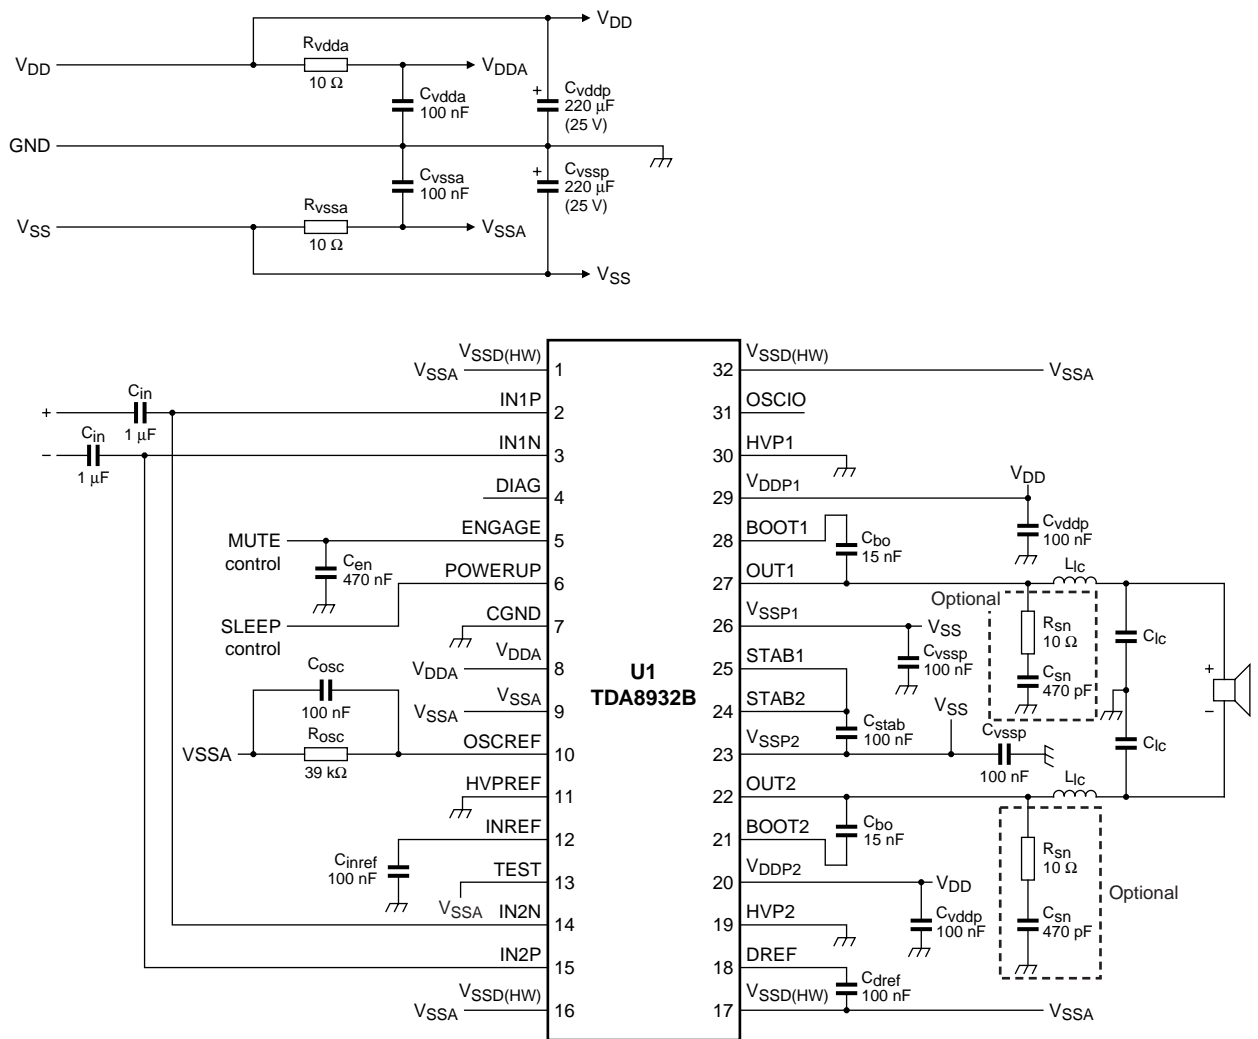 VDD
Rvdda
VDD
10 Ω
VDDA
Cvdda
100 nF
+
Cvddp
220 μF
(25 V)
GND
Cvssa
100 nF
+
Cvssp
220 μF
(25 V)
Rvssa
VSS
10 Ω
VSSA
VSS
VSSD(HW)
VSSA
1
32
VSSD(HW)
VSSA
Cin
+
1 μF
IN1P
2
31
OSCIO
Cin
−
1 μF
IN1N
3
30
HVP1
DIAG
4
29
VDDP1
VDD
Cvddp
100 nF
MUTE
control
ENGAGE
5
28
BOOT1
Cbo
15 nF
Cen
470 nF
POWERUP
6
27
OUT1
Llc
SLEEP
control
CGND
7
26
VSSP1
VSS
Cvssp
100 nF
Optional
Rsn
10 Ω
Csn
470 pF
Clc
VDDA
VDDA
8
25
STAB1
U1
TDA8932B
+
−
Cosc
100 nF
VSSA
VSSA
9
24
STAB2
Cstab
100 nF
VSS
Cvssp
100 nF
Clc
VSSA
Rosc
39 kΩ
OSCREF
10
23
VSSP2
HVPREF
11
22
OUT2
Llc
Cinref
100 nF
INREF
12
21
BOOT2
Cbo
15 nF
Rsn
10 Ω
TEST
VSSA
13
20
VDDP2
VDD
Cvddp
100 nF
Optional
Csn
470 pF
IN2N
14
19
HVP2
IN2P
15
18
DREF
Cdref
100 nF
VSSD(HW)
VSSA
16
17
VSSD(HW)
VSSA